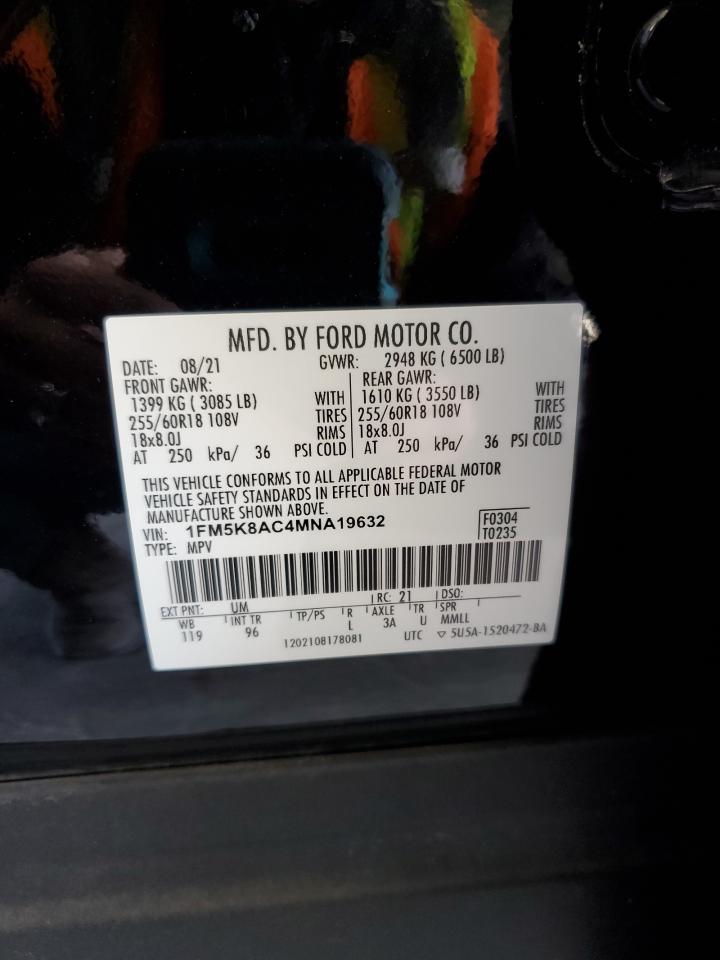 MFD. BY FORD MOTOR CO.
DATE: 08/21 GVWR: 2948 KG ( 6500 LB)
FRONT GAWR: REAR GAWR:
1399 KG ( 3085 LB) WITH 1610 KG ( 3550 LB) WITH
255/60R18 108V TIRES 255/60R18 108V TIRES
18x8.0J RIMS 18x8.0J RIMS
AT 250 kPa/ 36 PSI COLD AT 250 kPa/ 36 PSI COLD
THIS VEHICLE CONFORMS TO ALL APPLICABLE FEDERAL MOTOR
VEHICLE SAFETY STANDARDS IN EFFECT ON THE DATE OF
MANUFACTURE SHOWN ABOVE.
VIN: 1FM5K8AC4MNA19632 F0304
TYPE: MPV T0235
EXT PNT: UM RC: 21 DSO:
WB INT TR TP/PS R AXLE TR SPR
119 96 L 3A U MMLL
1202108178081 UTC ▽ 5U5A-1520472-BA